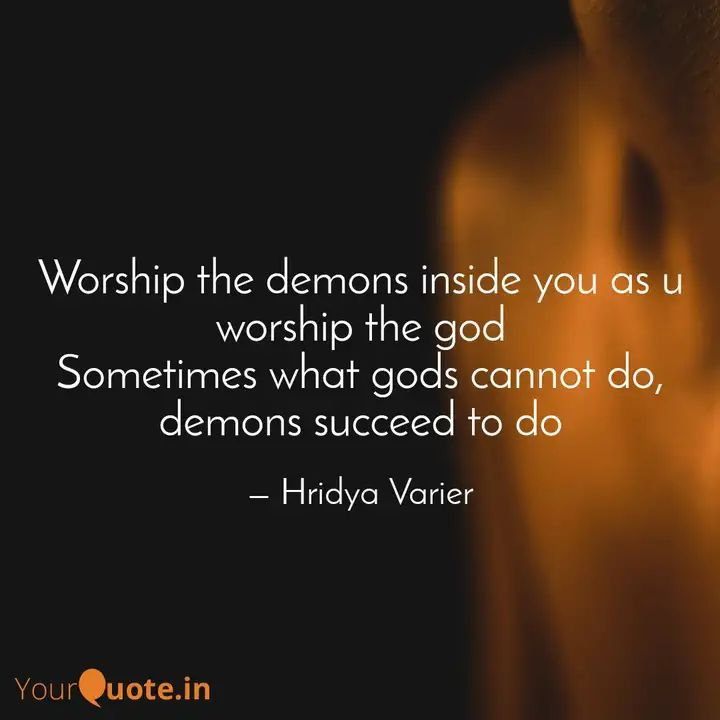 Worship the demons inside you as u
worship the god
Sometimes what gods cannot do,
demons succeed to do
– Hridya Varier
YourQuote.in